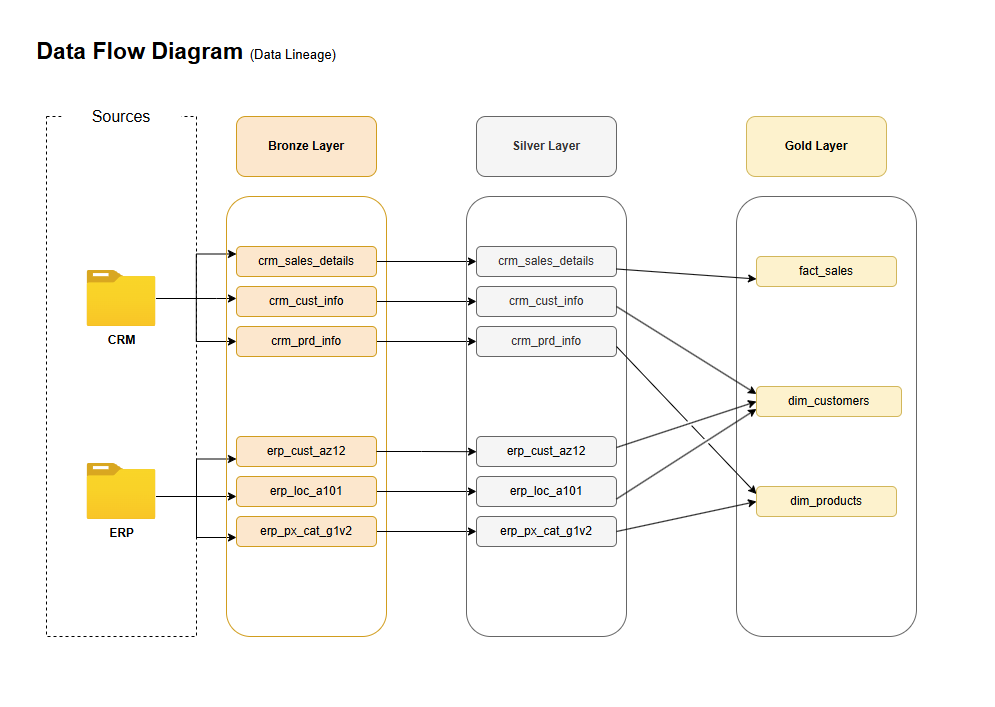 Data Flow Diagram (Data Lineage)
Sources
Bronze Layer
Silver Layer
Gold Layer
CRM
crm_sales_details
crm_cust_info
crm_prd_info
crm_sales_details
crm_cust_info
crm_prd_info
fact_sales
dim_customers
dim_products
ERP
erp_cust_az12
erp_loc_a101
erp_px_cat_g1v2
erp_cust_az12
erp_loc_a101
erp_px_cat_g1v2